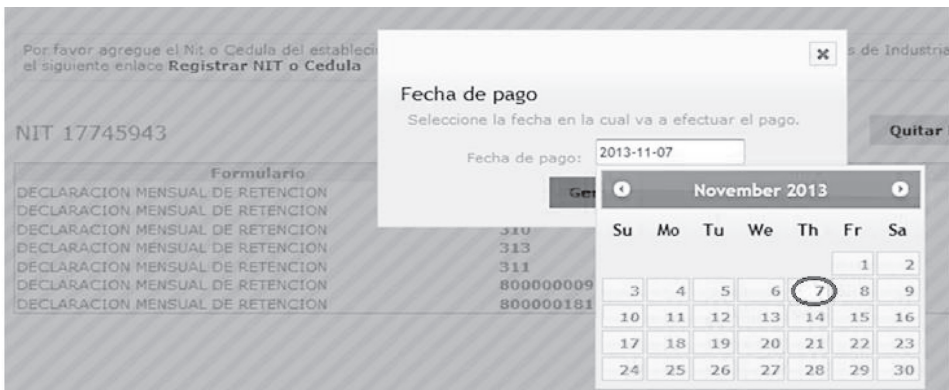 Por favor agregue el Nit o Cedula del estableci
s de Industria
el siguiente enlace Registrar NIT o Cedula
Fecha de pago
Seleccione la fecha en la cual va a efectuar el pago.
NIT 17745943
Quitar
Fecha de pago: 2013-11-07
Formulario
Ge
DECLARACION MENSUAL DE RETENCION
DECLARACION MENSUAL DE RETENCION
DECLARACION MENSUAL DE RETENCION 310
DECLARACION MENSUAL DE RETENCION 313
DECLARACION MENSUAL DE RETENCION 311
DECLARACION MENSUAL DE RETENCION 800000009
DECLARACION MENSUAL DE RETENCION 800000181
November 2013
Su Mo Tu We Th Fr Sa
1 2
3 4 5 6 7 8 9
10 11 12 13 14 15 16
17 18 19 20 21 22 23
24 25 26 27 28 29 30